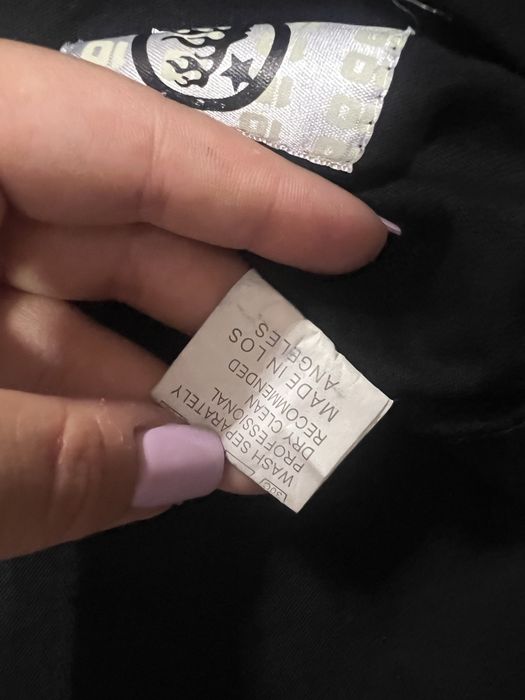 WASH SEPARATELY
PROFESSIONAL
DRY CLEAN
RECOMMENDED
MADE IN LOS
ANGELES